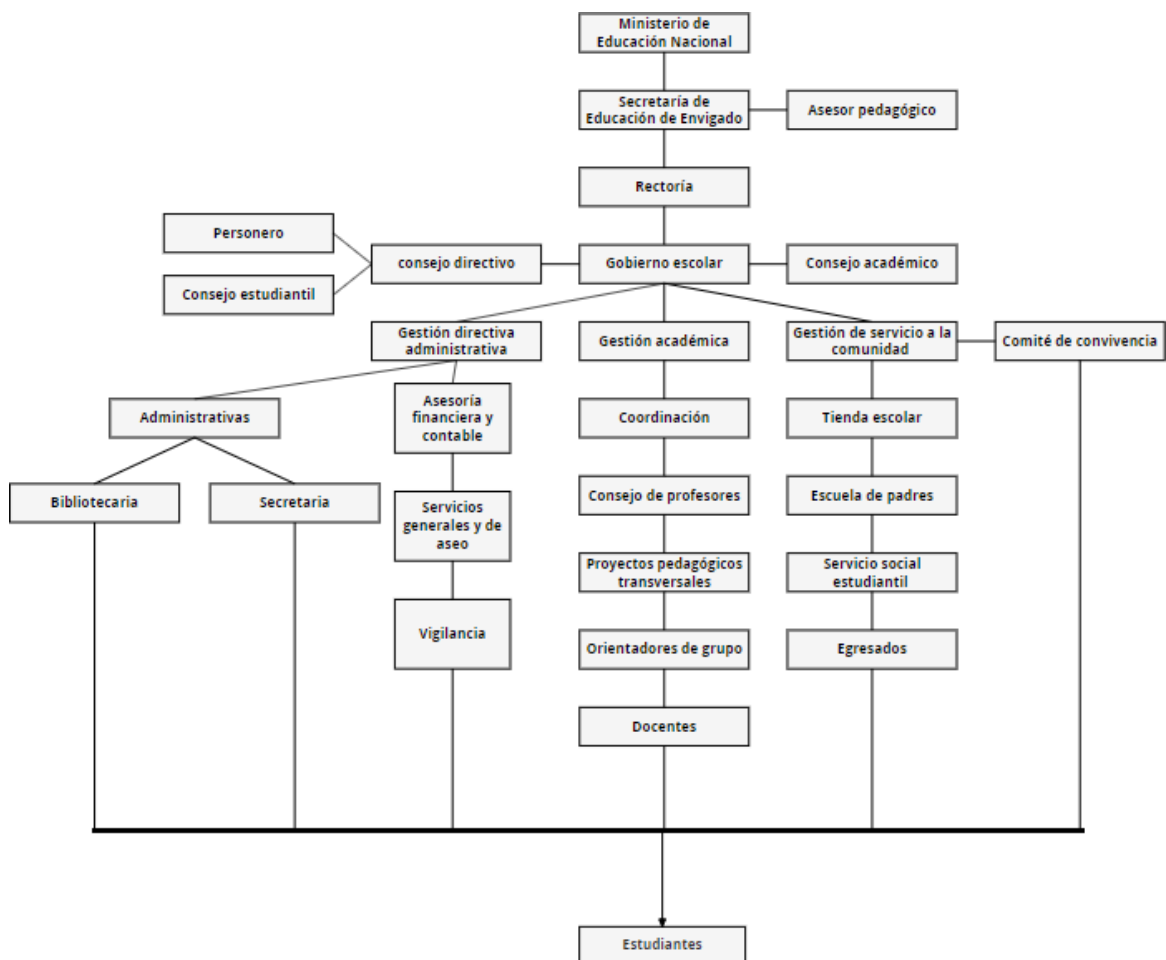 Ministerio de
Educación Nacional
Secretaría de
Educación de Envigado
Asesor pedagógico
Rectoría
Personero
Consejo estudiantil
consejo directivo
Gobierno escolar
Consejo académico
Gestión directiva
administrativa
Gestión académica
Gestión de servicio a la
comunidad
Comité de convivencia
Administrativas
Asesoría
financiera y
contable
Coordinación
Tienda escolar
Bibliotecaria
Secretaria
Servicios
generales y de
aseo
Consejo de profesores
Escuela de padres
Proyectos pedagógicos
transversales
Servicio social
estudiantil
Vigilancia
Orientadores de grupo
Egresados
Docentes
Estudiantes